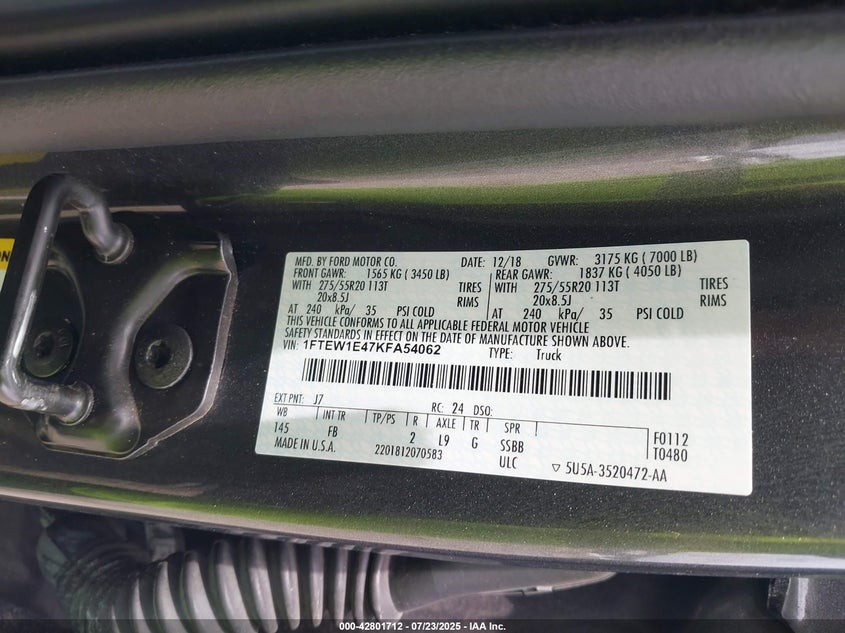 ON
MFD. BY FORD MOTOR CO. DATE: 12/18 GVWR: 3175 KG ( 7000 LB)
FRONT GAWR: 1565 KG ( 3450 LB) REAR GAWR: 1837 KG ( 4050 LB)
WITH 275/55R20 113T TIRES WITH 275/55R20 113T TIRES
20x8.5J RIMS 20x8.5J RIMS
AT 240 kPa/ 35 PSI COLD AT 240 kPa/ 35 PSI COLD
THIS VEHICLE CONFORMS TO ALL APPLICABLE FEDERAL MOTOR VEHICLE
SAFETY STANDARDS IN EFFECT ON THE DATE OF MANUFACTURE SHOWN ABOVE.
VIN: 1FTEW1E47KFA54062 TYPE: Truck
EXT PNT: J7 RC: 24 DSO:
WB INT TR TP/PS R AXLE TR SPR F0112
145 FB 2 L9 G SSBB T0480
MADE IN U.S.A. 2201812070583 ULC ▽ 5U5A-3520472-AA
000-42801712 - 07/23/2025 - IAA Inc.